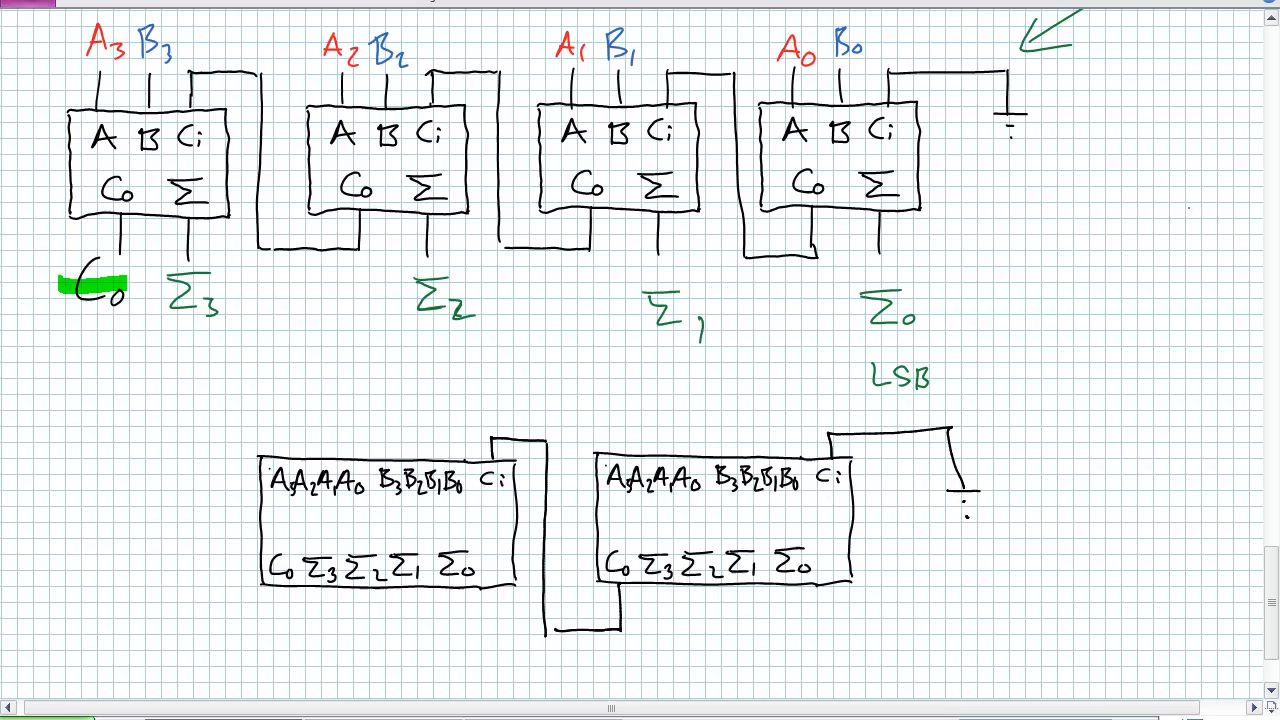 A3 B3 A2 B2 A1 B1 A0 B0
A B Ci A B Ci A B Ci A B Ci
C0 Σ C0 Σ C0 Σ C0 Σ
C0 Σ3 Σ2 Σ1 Σ0
LSB
A3A2A1A0 B3B2B1B0 Ci A3A2A1A0 B3B2B1B0 Ci
C0 Σ3 Σ2 Σ1 Σ0 C0 Σ3 Σ2 Σ1 Σ0